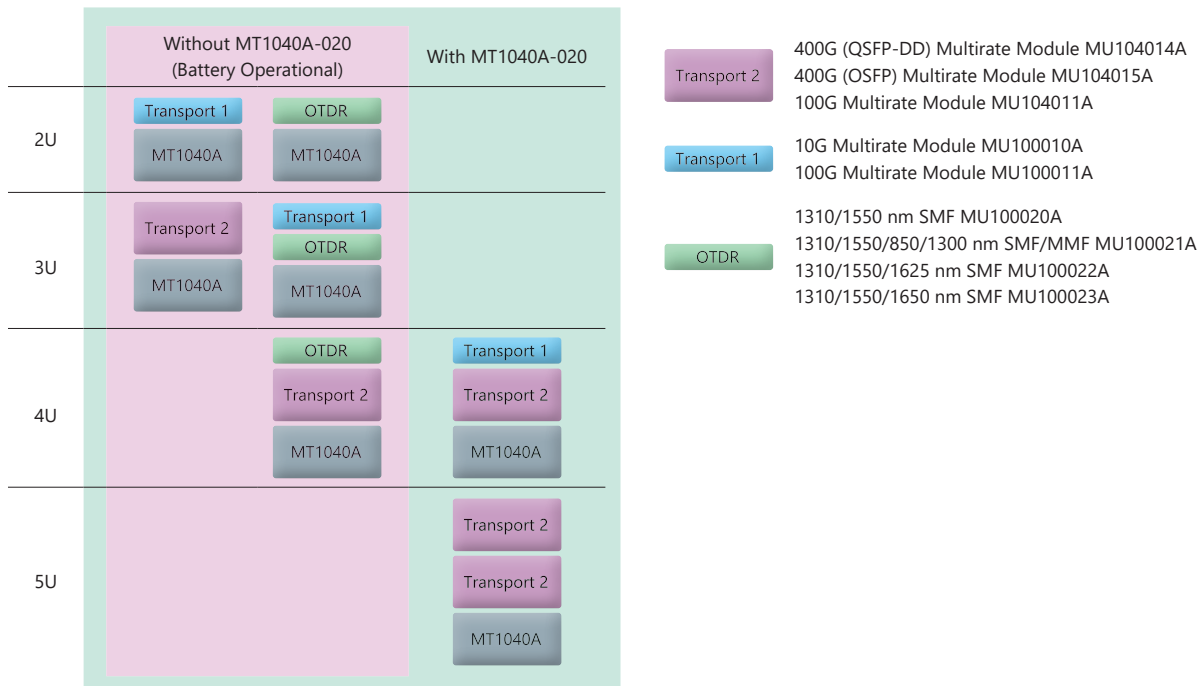 Without MT1040A-020
(Battery Operational)
With MT1040A-020
2U
Transport 1
MT1040A
OTDR
MT1040A
3U
Transport 2
MT1040A
Transport 1
OTDR
MT1040A
4U
OTDR
Transport 2
MT1040A
Transport 1
Transport 2
MT1040A
5U
Transport 2
Transport 2
MT1040A
Transport 2
400G (QSFP-DD) Multirate Module MU104014A
400G (OSFP) Multirate Module MU104015A
100G Multirate Module MU104011A
Transport 1
10G Multirate Module MU100010A
100G Multirate Module MU100011A
OTDR
1310/1550 nm SMF MU100020A
1310/1550/850/1300 nm SMF/MMF MU100021A
1310/1550/1625 nm SMF MU100022A
1310/1550/1650 nm SMF MU100023A